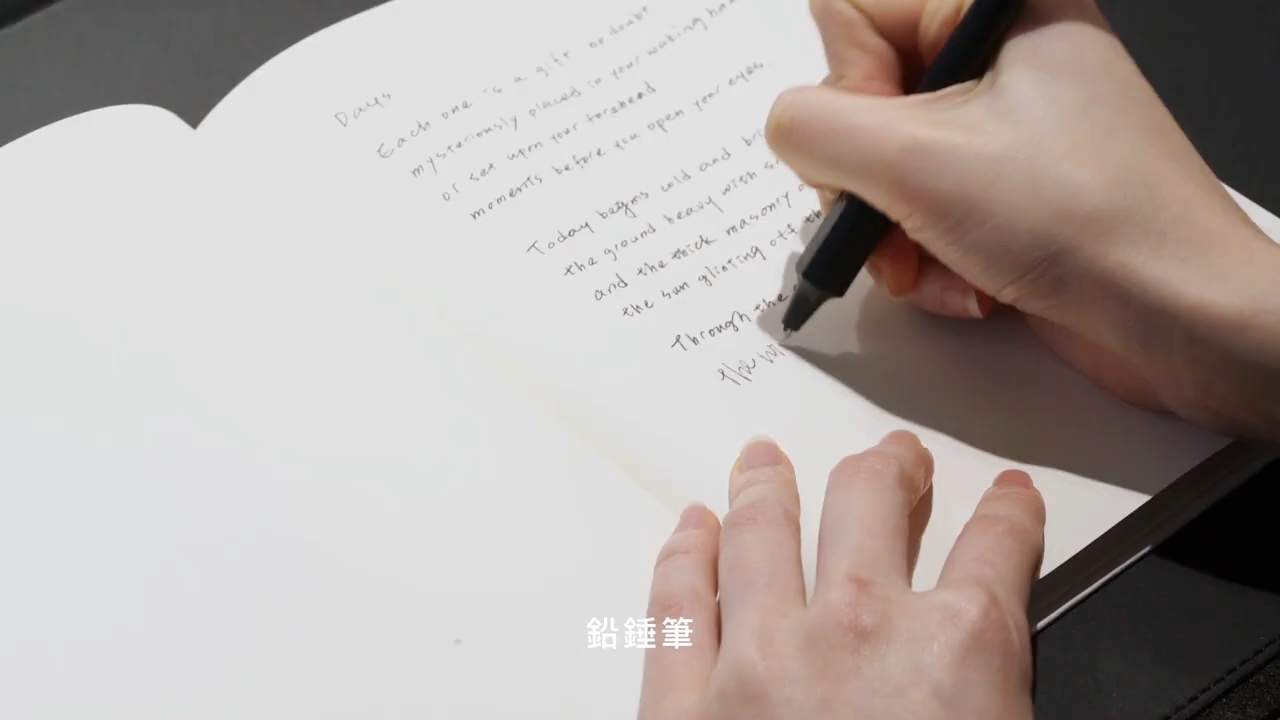 Days
Each one is a gift no doubt
mysteriously placed in your waking
or set upon your forehead
moments before you open your eyes.
Today begins cold and
the ground heavy with
and the thick masonry
the sun glinting off
Through the
the
鉛錘筆